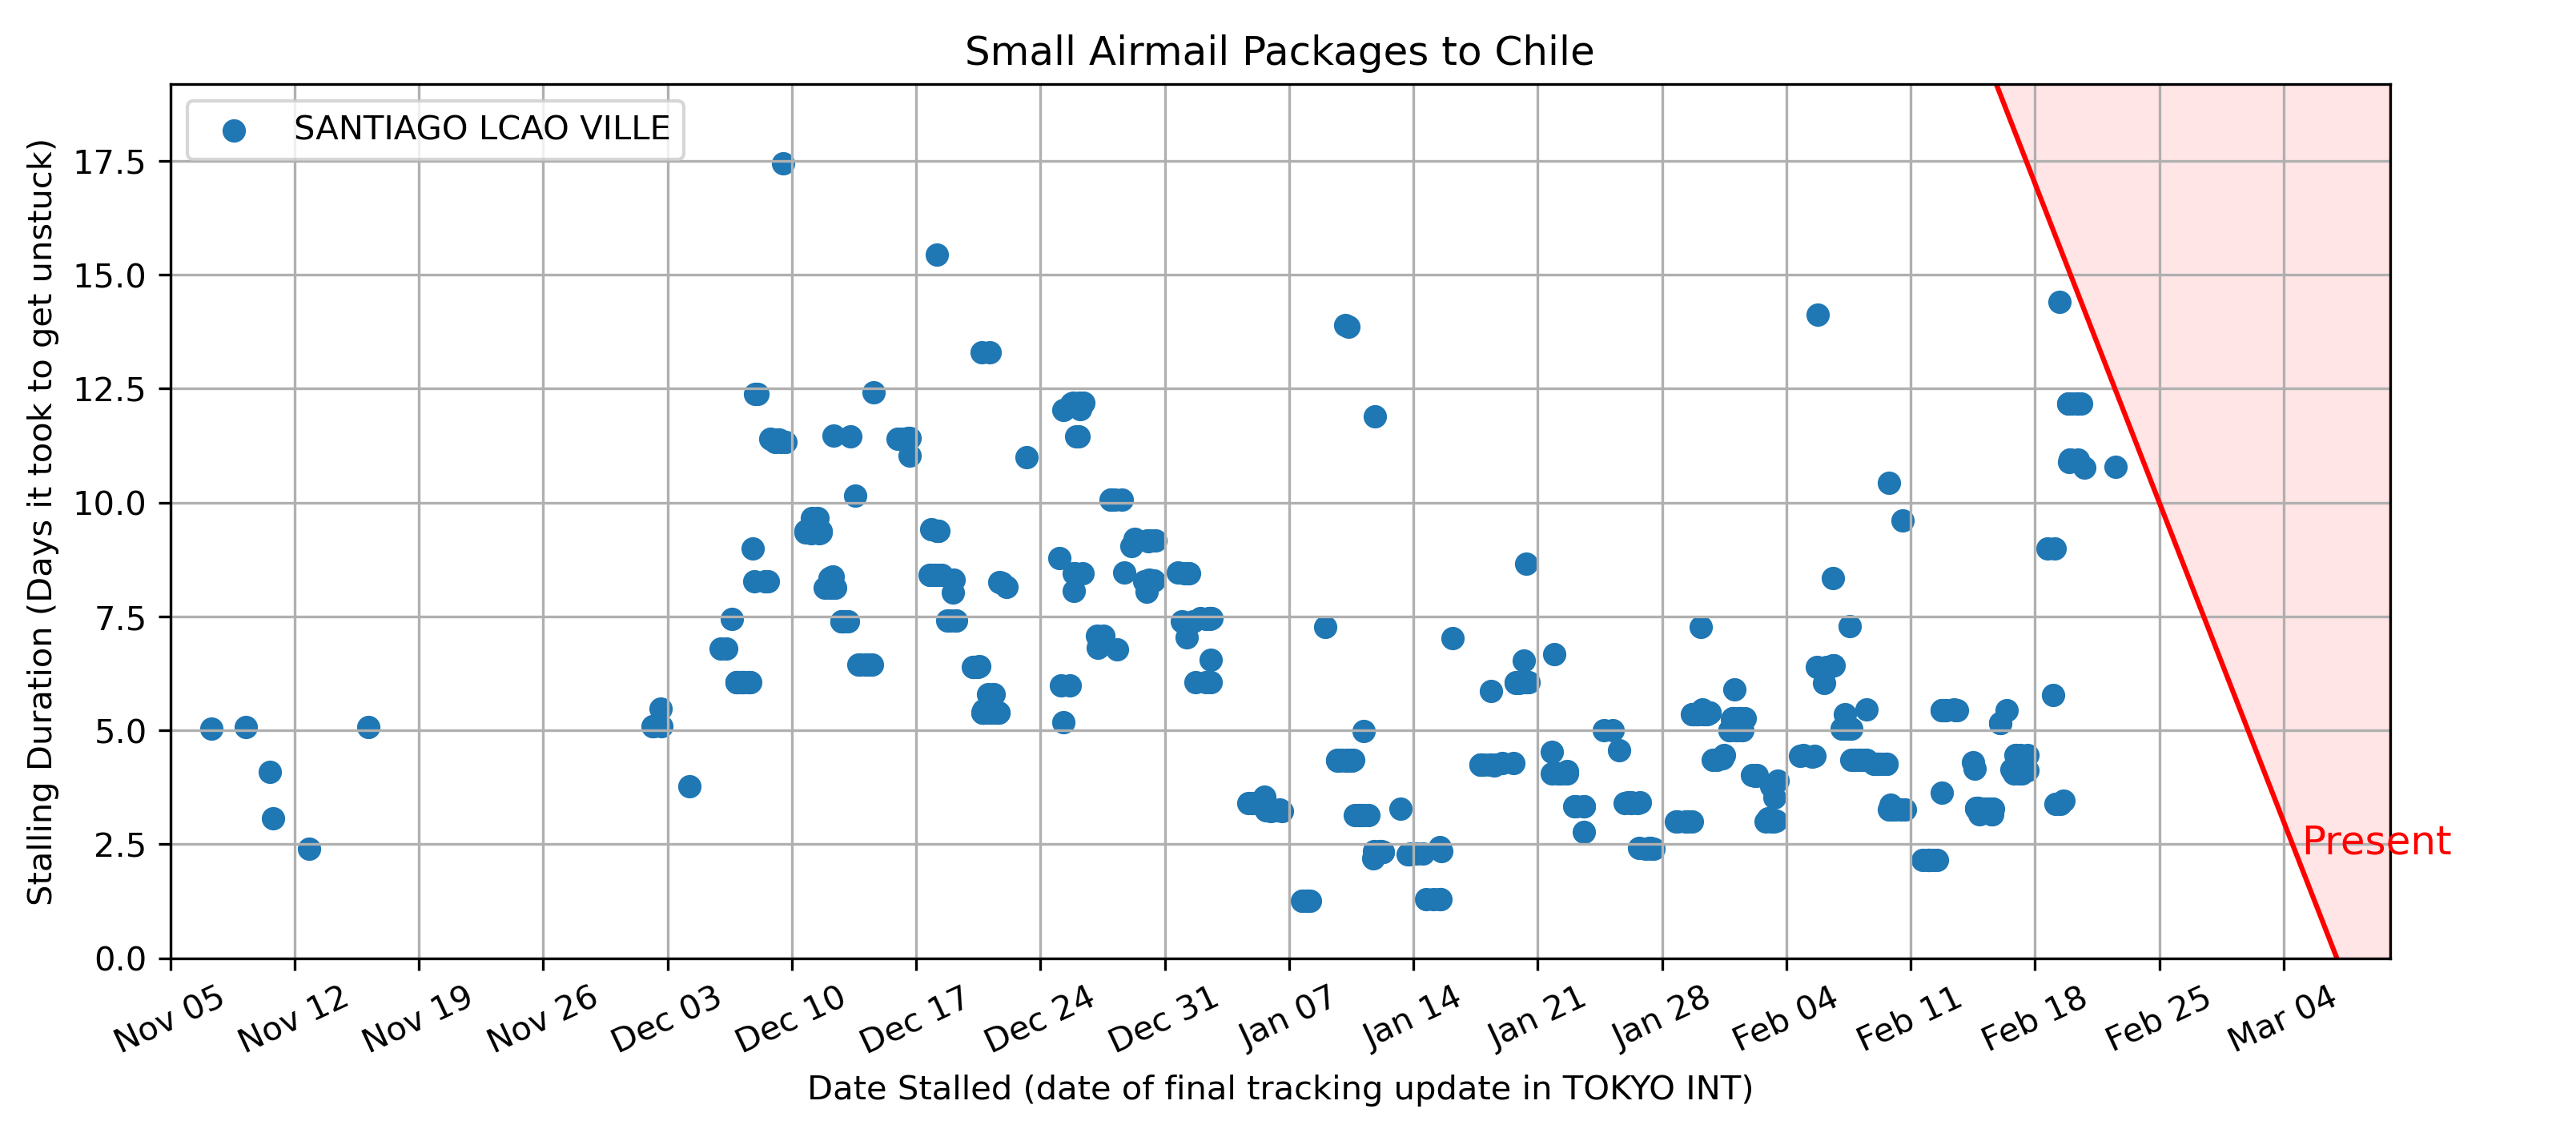 Small Airmail Packages to Chile
SANTIAGO LCAO VILLE
Stalling Duration (Days it took to get unstuck)
17.5
15.0
12.5
10.0
7.5
5.0
2.5
0.0
Present
Nov 05
Nov 12
Nov 19
Nov 26
Dec 03
Dec 10
Dec 17
Dec 24
Dec 31
Jan 07
Jan 14
Jan 21
Jan 28
Feb 04
Feb 11
Feb 18
Feb 25
Mar 04
Date Stalled (date of final tracking update in TOKYO INT)